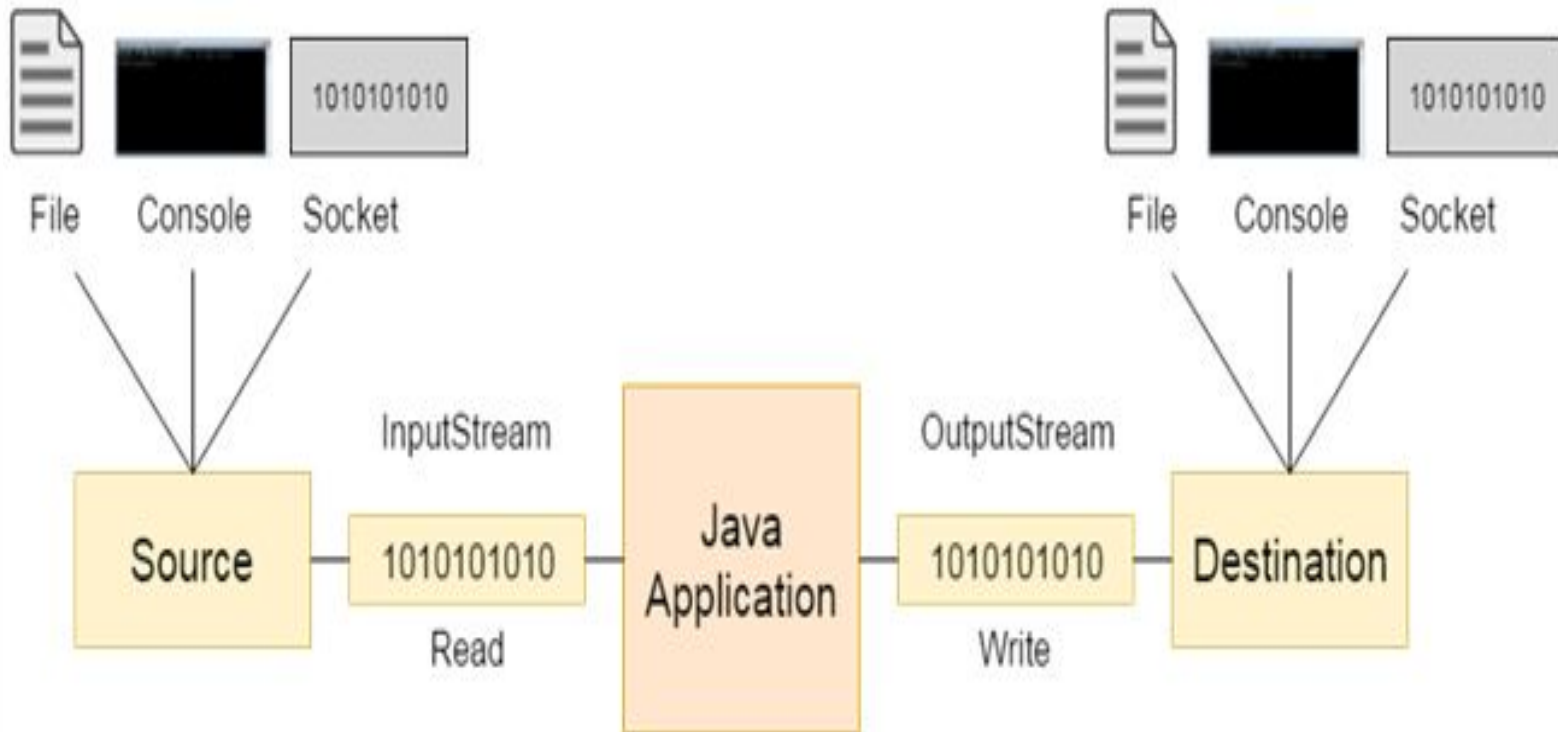 1010101010
1010101010
File Console Socket
File Console Socket
InputStream
OutputStream
Source
1010101010
Java
Application
1010101010
Destination
Read
Write